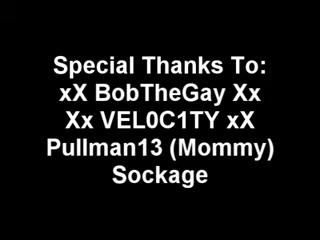 Special Thanks To:
xX BobTheGay Xx
Xx VEL0C1TY xX
Pullman13 (Mommy)
Sockage